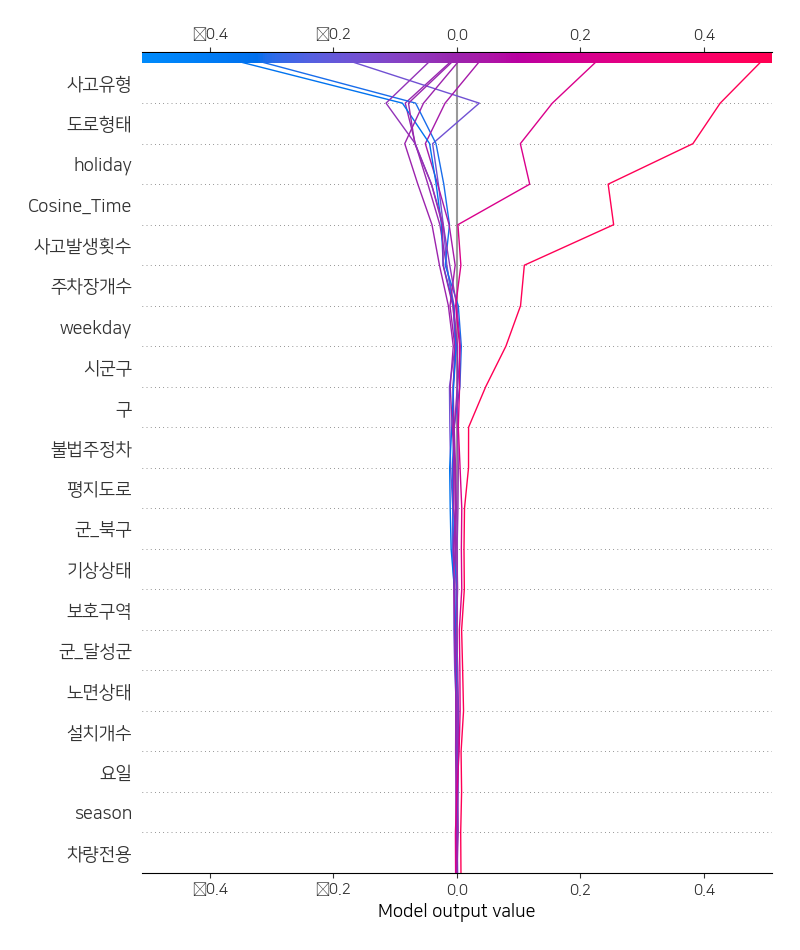 ☒0.4 ☒0.2 0.0 0.2 0.4
사고유형
도로형태
holiday
Cosine_Time
사고발생횟수
주차장개수
weekday
시군구
구
불법주정차
평지도로
군_북구
기상상태
보호구역
군_달성군
노면상태
설치개수
요일
season
차량전용
☒0.4 ☒0.2 0.0 0.2 0.4
Model output value